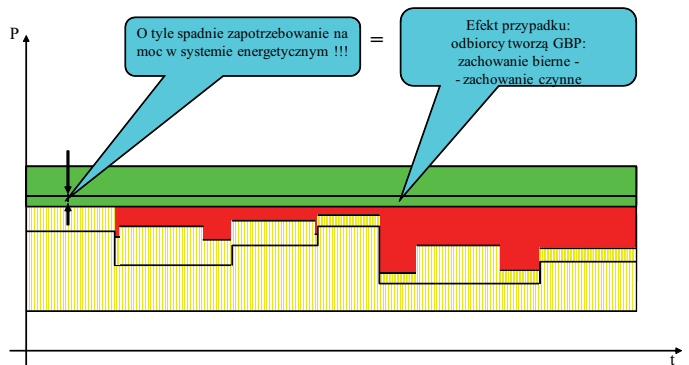 P
O tyle spadnie zapotrzebowanie na
moc w systemie energetycznym !!!
=
Efekt przypadku:
odbiorcy tworzą GBP:
zachowanie bierne -
- zachowanie czynne
t